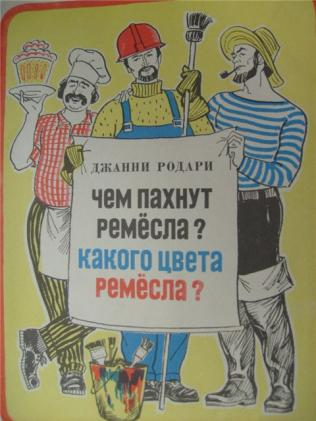 ДЖАННИ РОДАРИ
ЧЕМ ПАХНУТ
РЕМЁСЛА?
КАКОГО ЦВЕТА
РЕМЁСЛА?